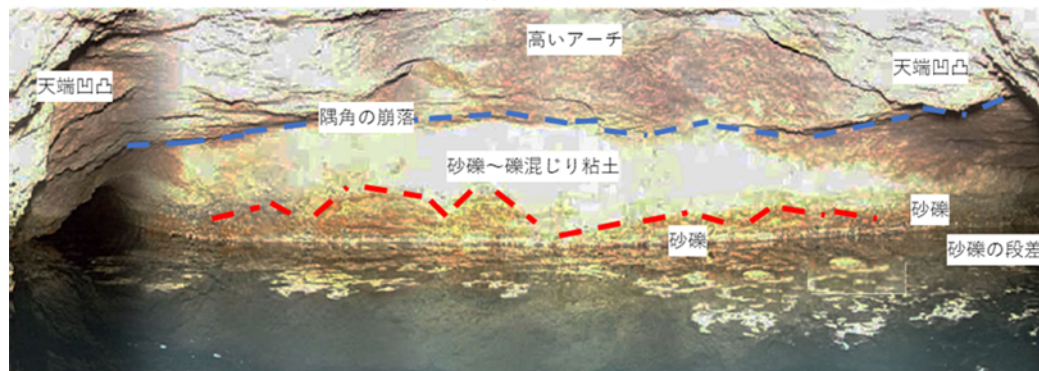 高いアーチ
天端凹凸
天端凹凸
隅角の崩落
砂礫～礫混じり粘土
砂礫
砂礫
砂礫の段差